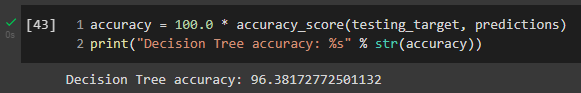 [43] 1 accuracy = 100.0 * accuracy_score(testing_target, predictions)
0s 2 print("Decision Tree accuracy: %s" % str(accuracy))
Decision Tree accuracy: 96.38172772501132